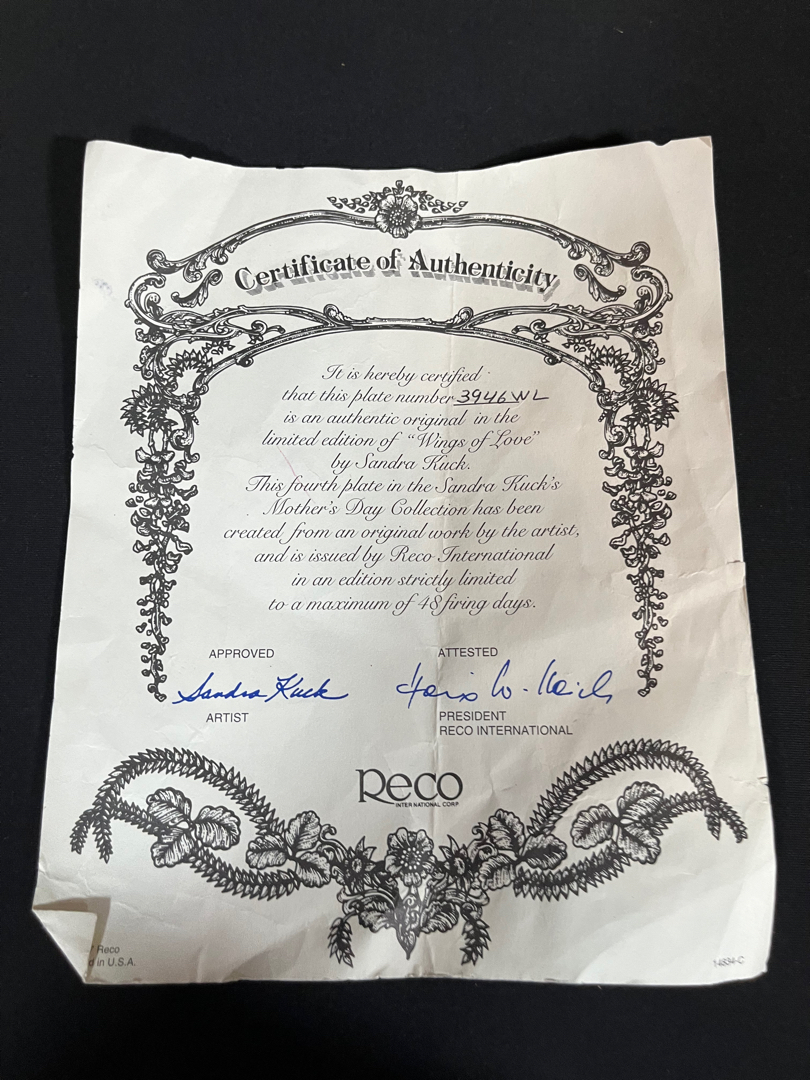 Certificate of Authenticity
It is hereby certified
that this plate number 3946WL
is an authentic original in the
limited edition of "Wings of Love"
by Sandra Kuck.
This fourth plate in the Sandra Kuck's
Mother's Day Collection has been
created from an original work by the artist,
and is issued by Reco International
in an edition strictly limited
to a maximum of 48 firing days.
APPROVED
ATTESTED
Sandra Kuck
ARTIST
PRESIDENT
RECO INTERNATIONAL
Reco
INTERNATIONAL CORP.
Reco
in U.S.A.